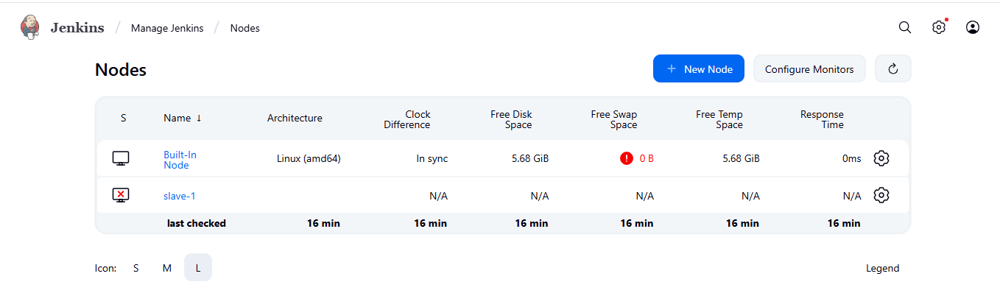 Jenkins / Manage Jenkins / Nodes
Nodes
+ New Node
Configure Monitors
S Name ↓ Architecture Clock Difference Free Disk Space Free Swap Space Free Temp Space Response Time
Built-In Node Linux (amd64) In sync 5.68 GiB 0 B 5.68 GiB 0ms
slave-1 N/A N/A N/A N/A N/A
last checked 16 min 16 min 16 min 16 min 16 min 16 min
Icon: S M L
Legend